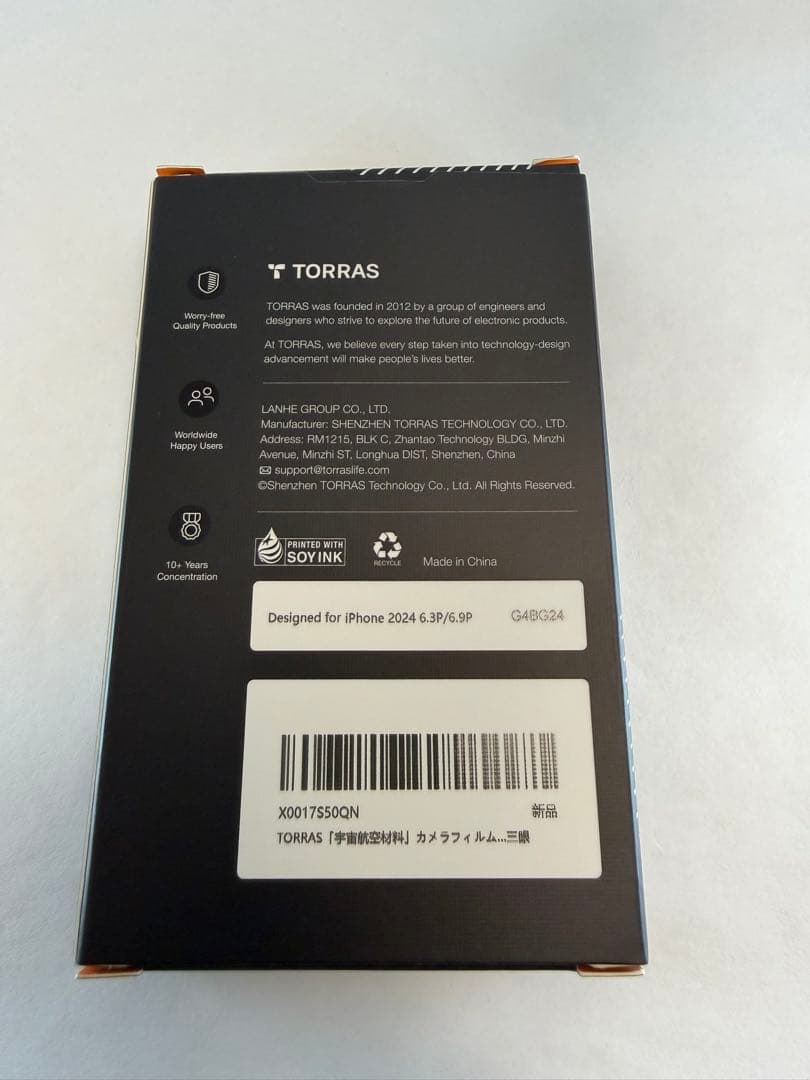 TORRAS
TORRAS was founded in 2012 by a group of engineers and
designers who strive to explore the future of electronic products.
At TORRAS, we believe every step taken into technology-design
advancement will make people's lives better.
Worry-free
Quality Products
Worldwide
Happy Users
10+ Years
Concentration
LANHE GROUP CO., LTD.
Manufacturer: SHENZHEN TORRAS TECHNOLOGY CO., LTD.
Address: RM1215, BLK C, Zhantao Technology BLDG, Minzhi
Avenue, Minzhi ST, Longhua DIST, Shenzhen, China
support@torraslife.com
©Shenzhen TORRAS Technology Co., Ltd. All Rights Reserved.
PRINTED WITH
SOY INK
RECYCLE
Made in China
Designed for iPhone 2024 6.3P/6.9P G4BG24
X0017S50QN 新品
TORRAS「宇宙航空材料」カメラフィルム...三眼